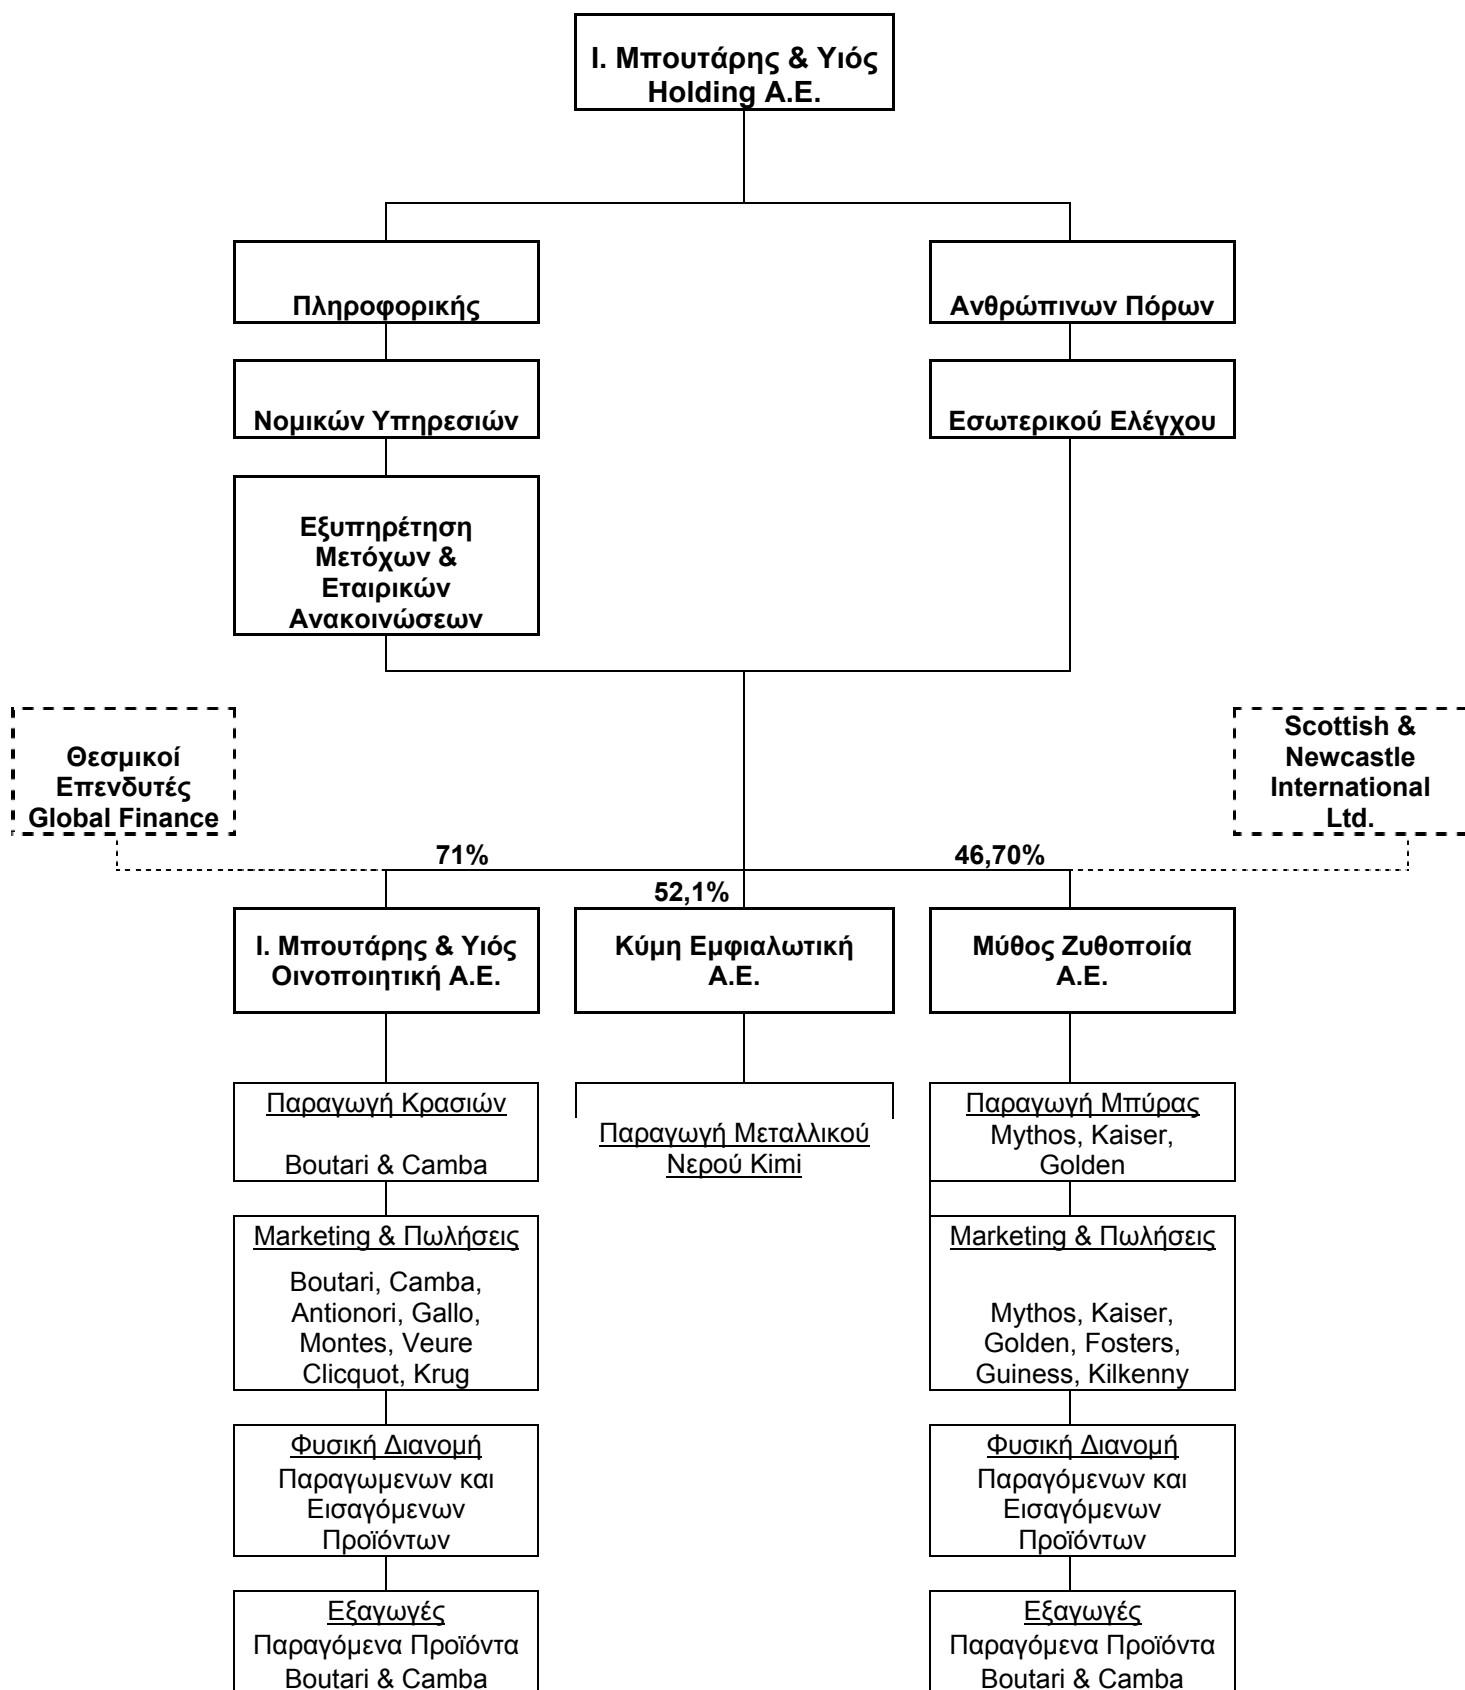 Ι. Μπουτάρης & Υιός
Holding Α.Ε.
Πληροφορικής
Ανθρώπινων Πόρων
Νομικών Υπηρεσιών
Εσωτερικού Ελέγχου
Εξυπηρέτηση
Μετόχων &
Εταιρικών
Ανακοινώσεων
Θεσμικοί
Επενδυτές
Global Finance
Scottish &
Newcastle
International
Ltd.
71%
46,70%
52,1%
Ι. Μπουτάρης & Υιός
Οινοποιητική Α.Ε.
Κύμη Εμφιαλωτική
Α.Ε.
Μύθος Ζυθοποιία
Α.Ε.
Παραγωγή Κρασιών
Boutari & Camba
Παραγωγή Μεταλλικού
Νερού Kimi
Παραγωγή Μπύρας
Mythos, Kaiser,
Golden
Marketing & Πωλήσεις
Boutari, Camba,
Antionori, Gallo,
Montes, Veure
Clicquot, Krug
Marketing & Πωλήσεις
Mythos, Kaiser,
Golden, Fosters,
Guiness, Kilkenny
Φυσική Διανομή
Παραγωμενων και
Εισαγόμενων
Προϊόντων
Φυσική Διανομή
Παραγόμενων και
Εισαγόμενων
Προϊόντων
Εξαγωγές
Παραγόμενα Προϊόντα
Boutari & Camba
Εξαγωγές
Παραγόμενα Προϊόντα
Boutari & Camba